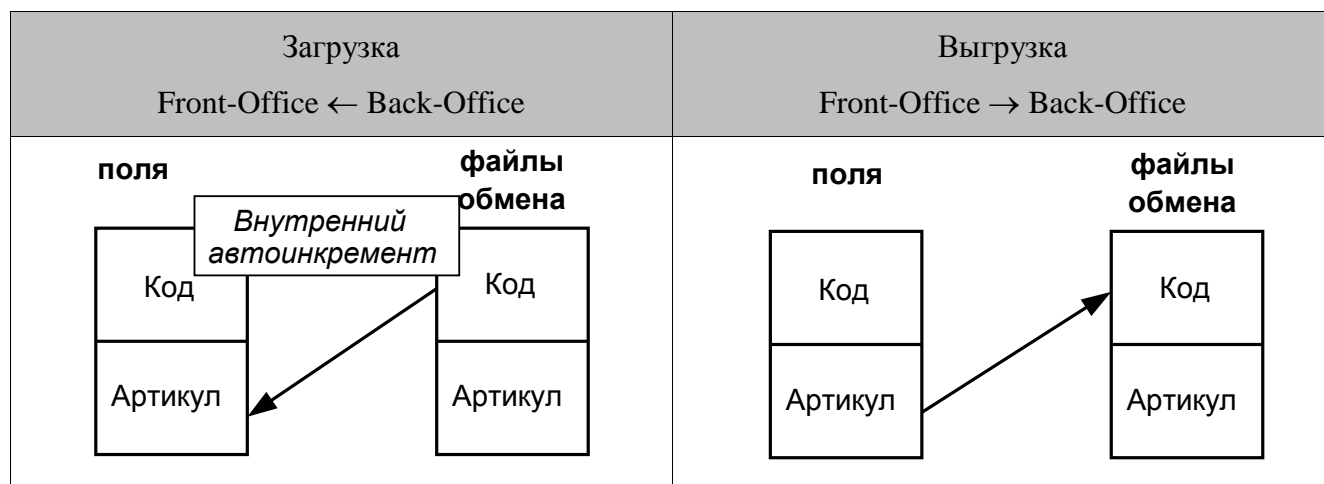 Загрузка
Front-Office ← Back-Office
Выгрузка
Front-Office → Back-Office
поля
файлы
обмена
Внутренний
автоинкремент
Код
Код
Артикул
Артикул
поля
файлы
обмена
Код
Код
Артикул
Артикул